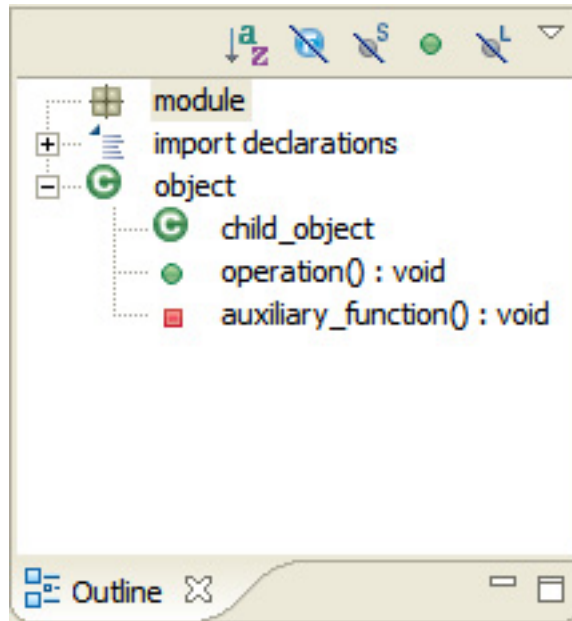 module
import declarations
object
child_object
operation() : void
auxiliary_function() : void
Outline